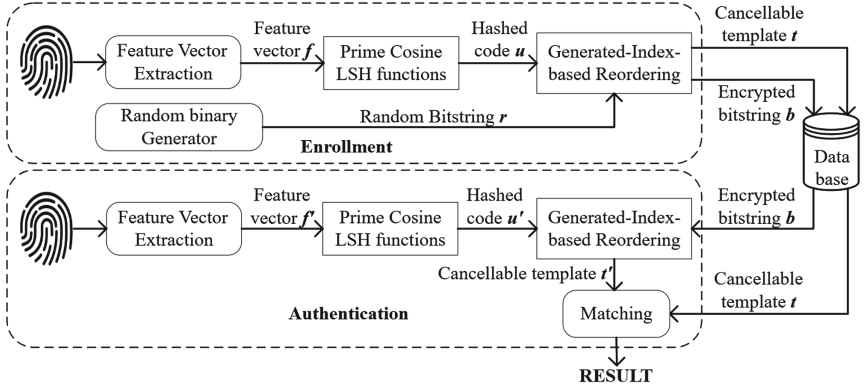 Feature Vector
Extraction
Feature
vector f
Prime Cosine
LSH functions
Hashed
code u
Generated-Index-
based Reordering
Cancellable
template t
Encrypted
bitstring b
Random binary
Generator
Random Bitstring r
Enrollment
Data
base
Feature Vector
Extraction
Feature
vector f'
Prime Cosine
LSH functions
Hashed
code u'
Generated-Index-
based Reordering
Encrypted
bitstring b
Cancellable template t'
Cancellable
template t
Authentication
Matching
RESULT